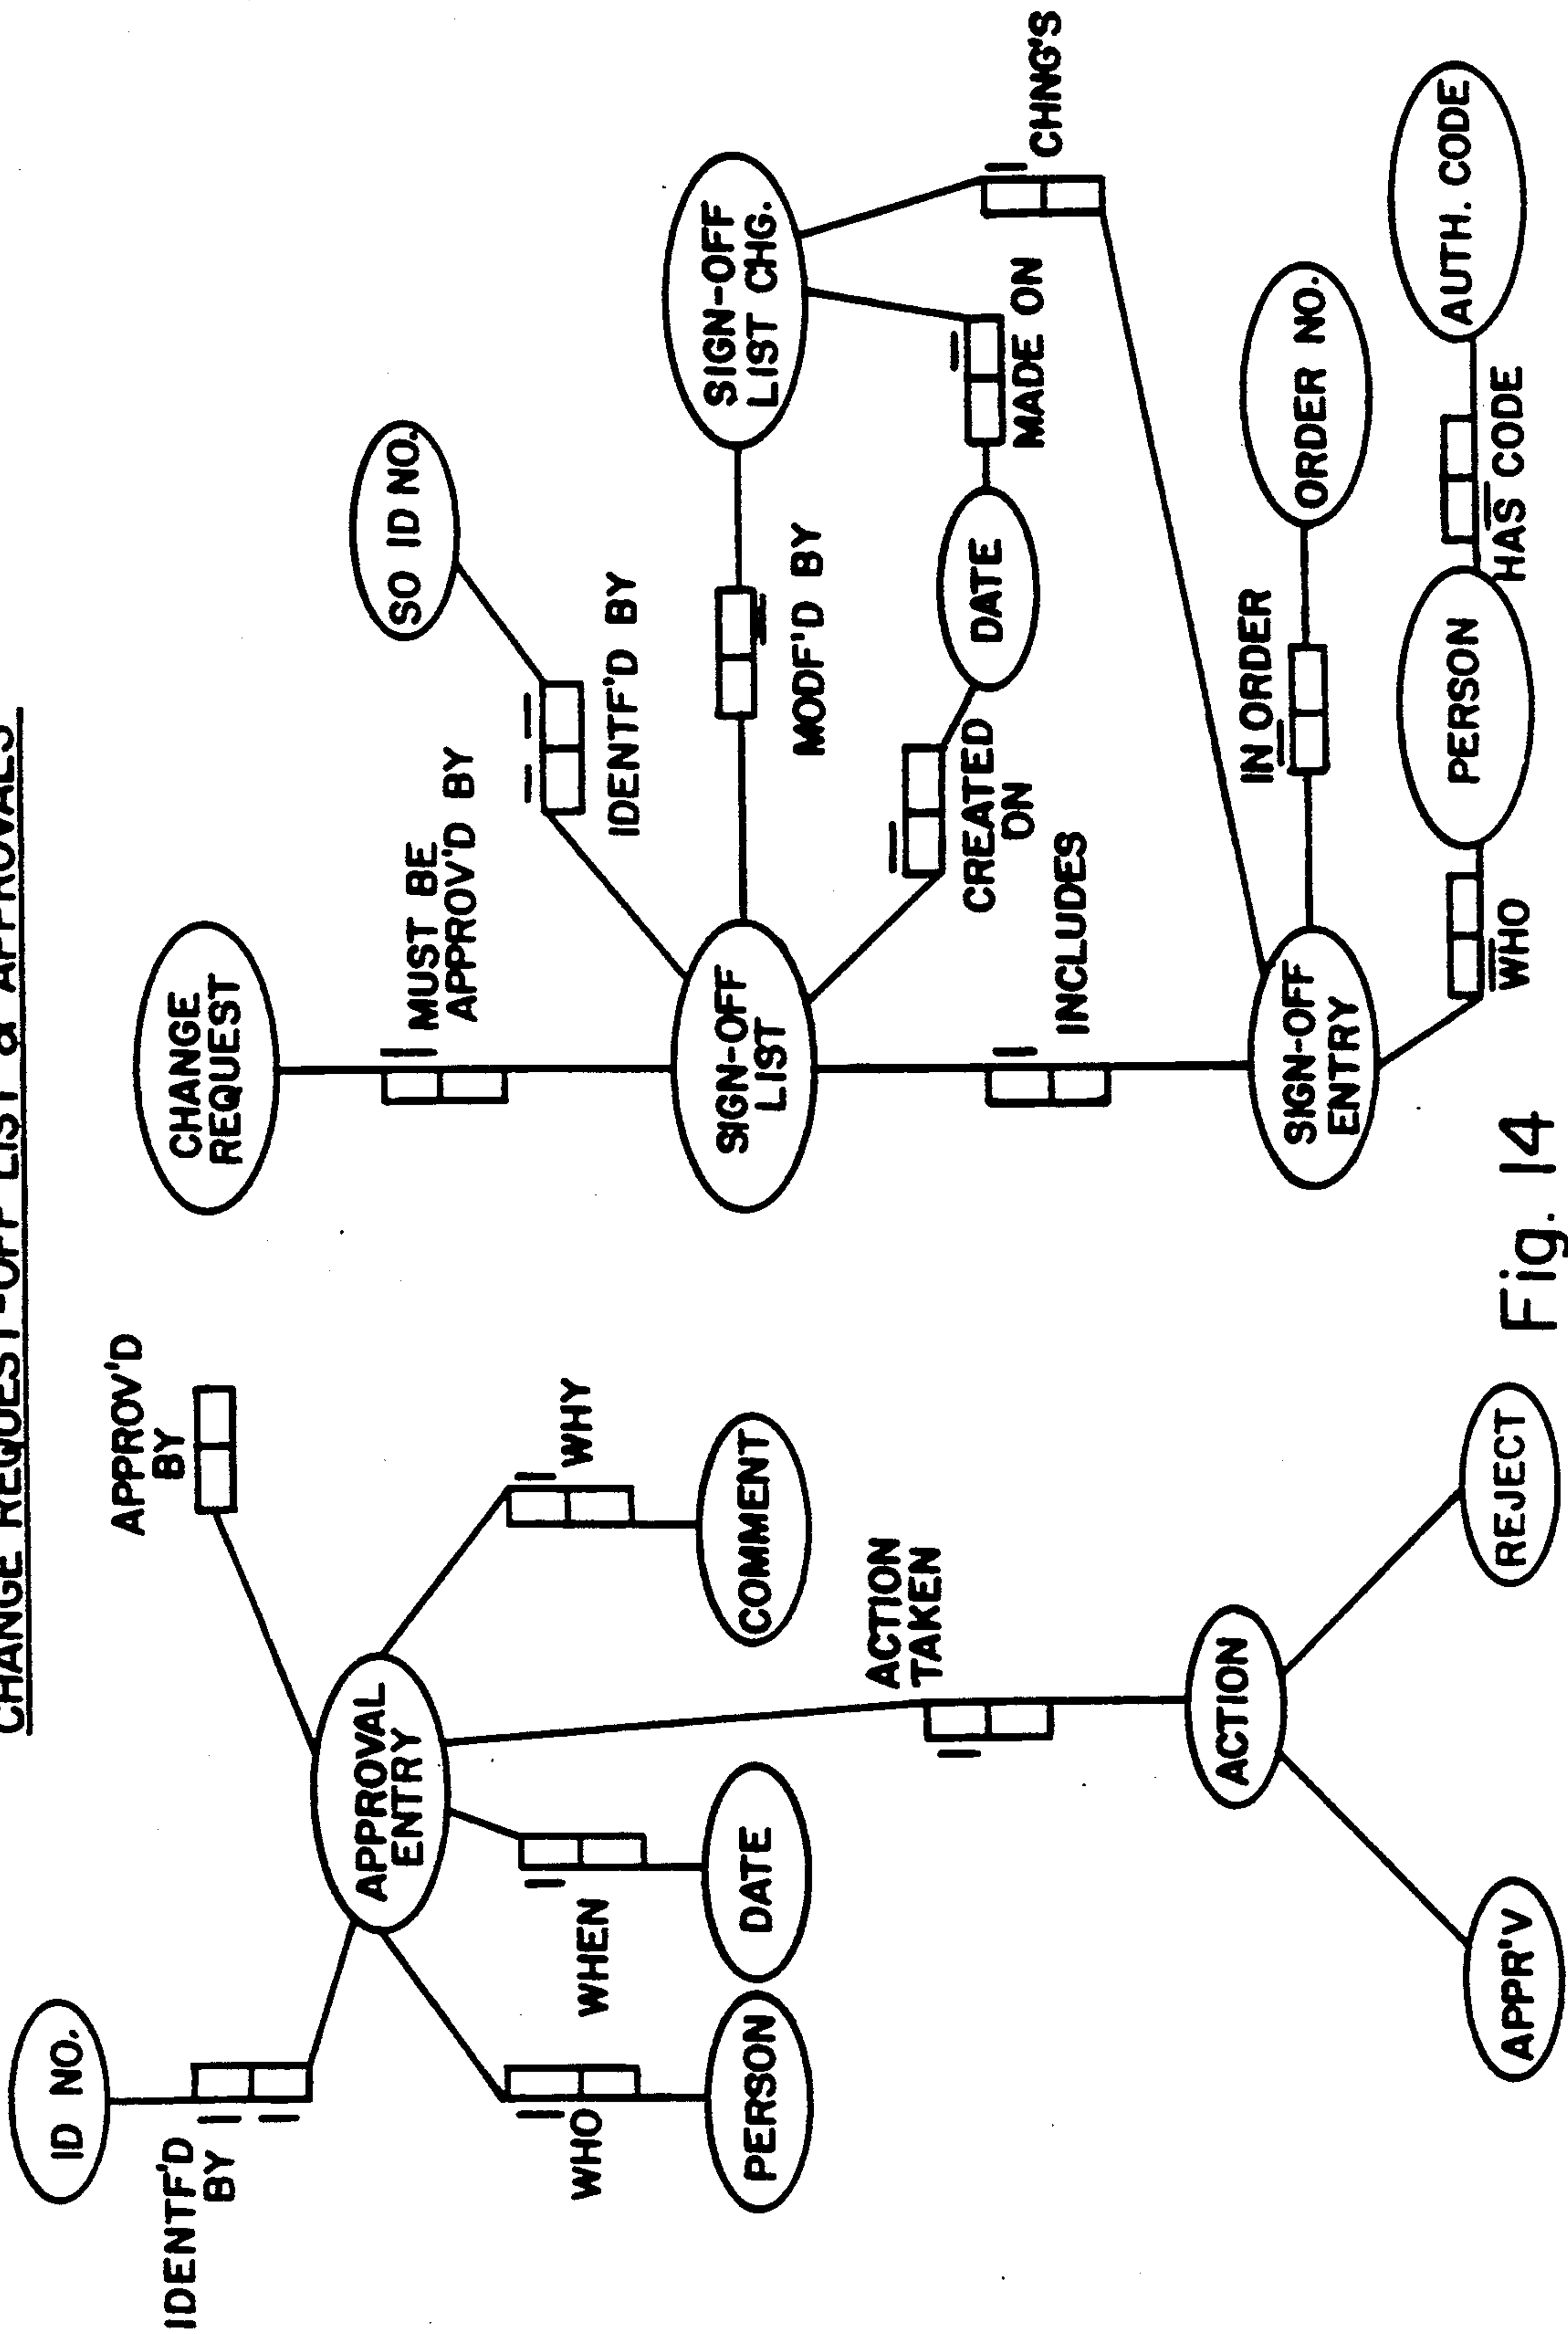 CHANGE REQUEST-OFF LIST & APPROVALS
ID NO.
IDENTF'D
BY
APPROV'D
BY
APPROVAL
ENTRY
WHO
WHEN
WHY
PERSON
DATE
COMMENT
ACTION
TAKEN
ACTION
APPR'V
REJECT
CHANGE
REQUEST
MUST BE
APPROV'D BY
SO ID NO.
IDENTF'D BY
SIGN-OFF
LIST
MODF'D BY
SIGN-OFF
LIST CHG.
CREATED
ON
DATE
MADE ON
CHNG'S
INCLUDES
SIGN-OFF
ENTRY
IN ORDER
ORDER NO.
WHO
PERSON
HAS CODE
AUTH. CODE
Fig. 14